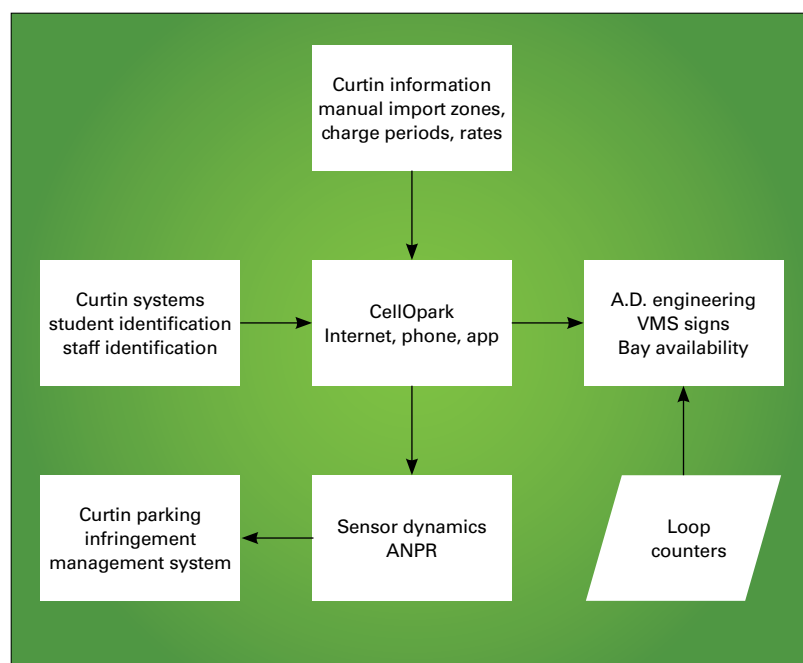 Curtin information
manual import zones,
charge periods, rates
Curtin systems
student identification
staff identification
CellOpark
Internet, phone, app
A.D. engineering
VMS signs
Bay availability
Curtin parking
infringement
management system
Sensor dynamics
ANPR
Loop
counters